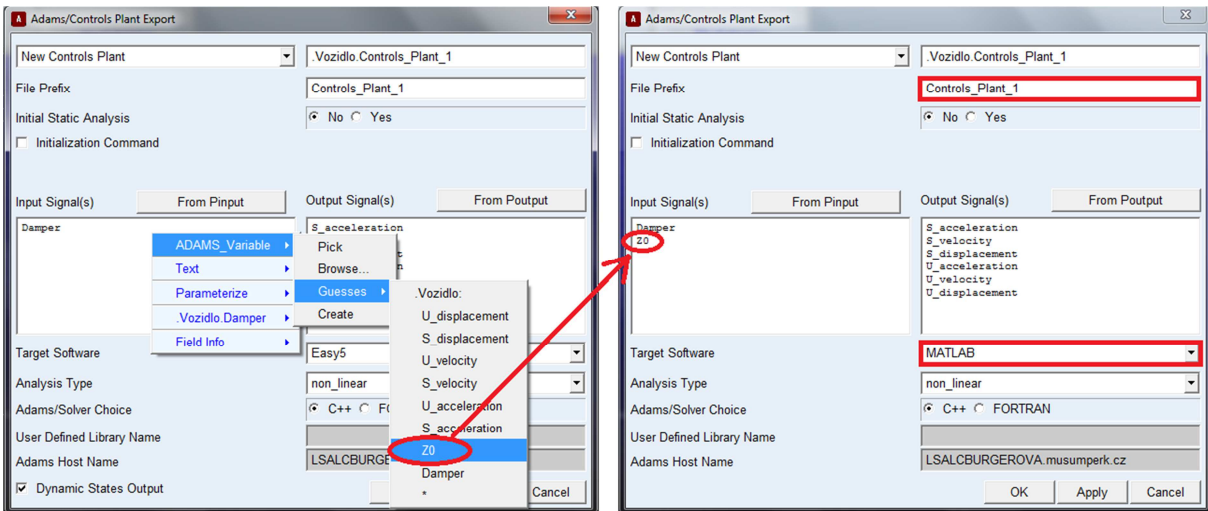 Adams/Controls Plant Export
New Controls Plant
.Vozidlo.Controls_Plant_1
File Prefix
Controls_Plant_1
Initial Static Analysis
No
Yes
Initialization Command
Input Signal(s)
From Pinput
Output Signal(s)
From Poutput
Damper
S_acceleration
ADAMS_Variable
Text
Parameterize
.Vozidlo.Damper
Field Info
Pick
Browse...
Guesses
Create
.Vozidlo:
U_displacement
S_displacement
U_velocity
S_velocity
U_acceleration
S_acceleration
Z0
Damper
*
Target Software
Easy5
Analysis Type
non_linear
Adams/Solver Choice
C++
User Defined Library Name
Adams Host Name
LSALCBURGE
Dynamic States Output
Cancel
Adams/Controls Plant Export
New Controls Plant
.Vozidlo.Controls_Plant_1
File Prefix
Controls_Plant_1
Initial Static Analysis
No
Yes
Initialization Command
Input Signal(s)
From Pinput
Output Signal(s)
From Poutput
Damper
Z0
S_acceleration
S_velocity
S_displacement
U_acceleration
U_velocity
U_displacement
Target Software
MATLAB
Analysis Type
non_linear
Adams/Solver Choice
C++
FORTRAN
User Defined Library Name
Adams Host Name
LSALCBURGEROVA.musumperk.cz
OK
Apply
Cancel